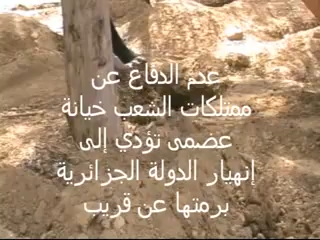 عدم الدفاع عن
ممتلكات الشعب خيانة
عضمى تؤدي إلى
إنهيار الدولة الجزائرية
برمتها عن قريب